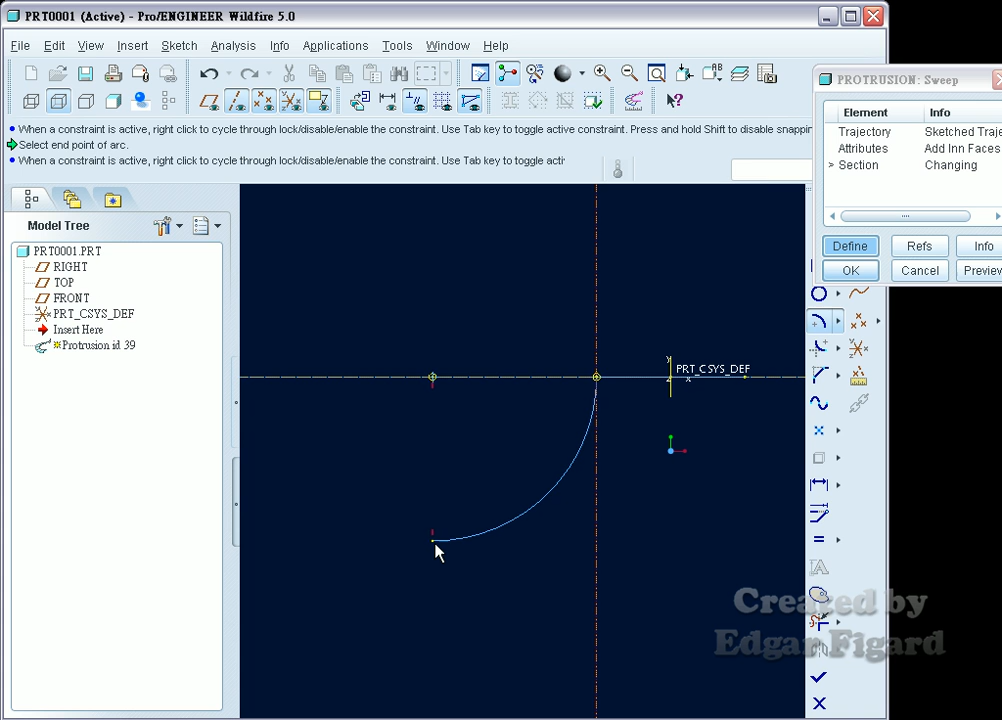 PRT0001 (Active) - Pro/ENGINEER Wildfire 5.0
File Edit View Insert Sketch Analysis Info Applications Tools Window Help
PROTRUSION: Sweep
Element Info
Trajectory Sketched Traje
Attributes Add Inn Faces
> Section Changing
Define Refs Info
OK Cancel Preview
• When a constraint is active, right click to cycle through lock/disable/enable the constraint. Use Tab key to toggle active constraint. Press and hold Shift to disable snappin
Select end point of arc.
• When a constraint is active, right click to cycle through lock/disable/enable the constraint. Use Tab key to toggle acti
Model Tree
PRT0001.PRT
RIGHT
TOP
FRONT
PRT_CSYS_DEF
Insert Here
Protrusion id 39
y
PRT_CSYS_DEF
z x
Created by
Edgar Figard